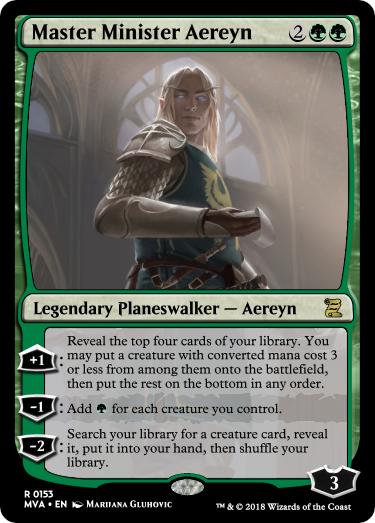 Master Minister Aereyn 2
Legendary Planeswalker — Aereyn
+1: Reveal the top four cards of your library. You
may put a creature with converted mana cost 3
or less from among them onto the battlefield,
then put the rest on the bottom in any order.
-1: Add for each creature you control.
-2: Search your library for a creature card, reveal
it, put it into your hand, then shuffle your
library.
3
R 0153
MVA • EN Marijana Gluhovic
™ & © 2018 Wizards of the Coast